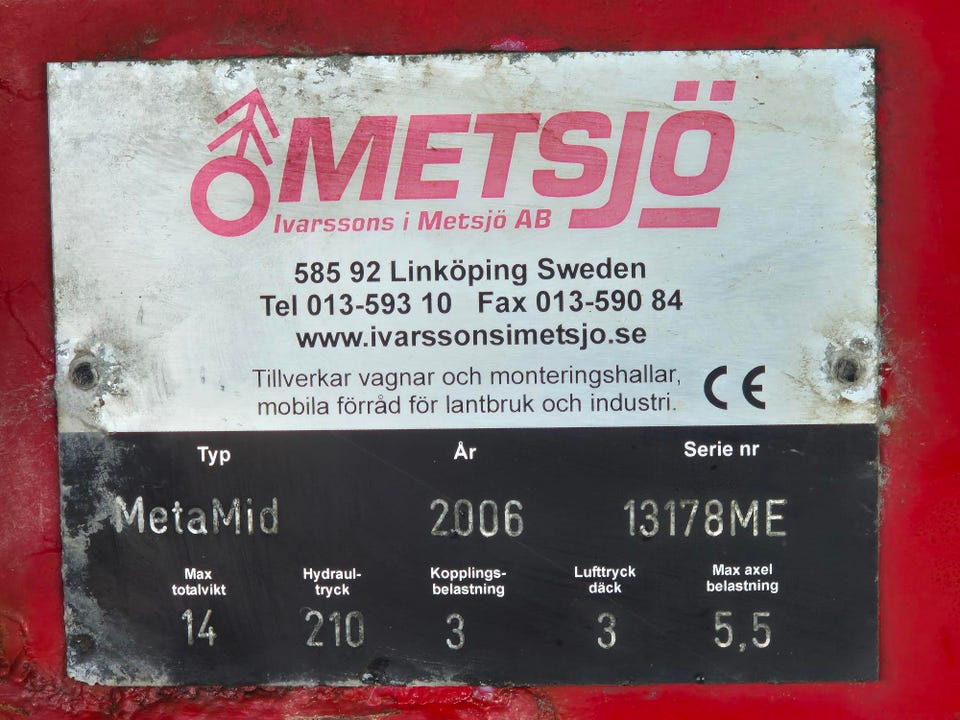 METSJÖ
Ivarssons i Metsjö AB
585 92 Linköping Sweden
Tel 013-593 10 Fax 013-590 84
www.ivarssonsimetsjo.se
Tillverkar vagnar och monteringshallar,
mobila förråd för lantbruk och industri.
CE
Typ År Serie nr
MetaMid 2006 13178ME
Max totalvikt Hydraul-tryck Kopplings-belastning Lufttryck däck Max axel belastning
14 210 3 3 5,5